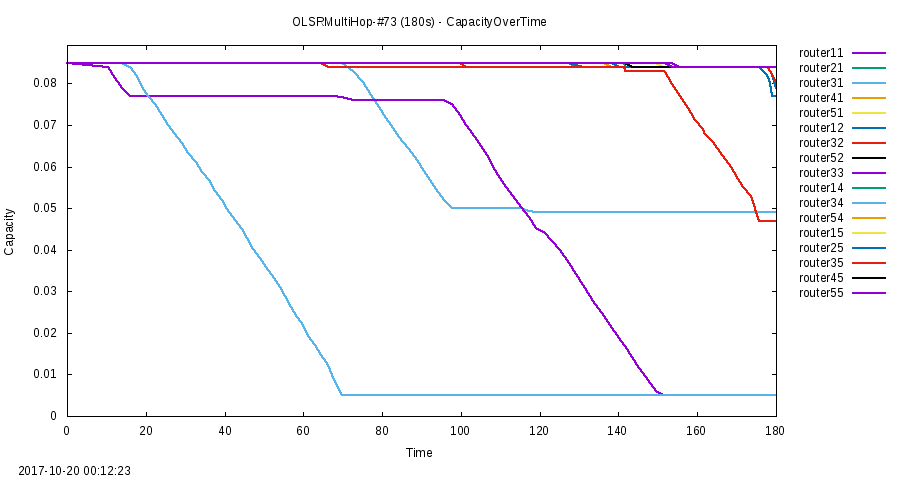 OLSRMultiHop-#73 (180s) - CapacityOverTime
router11
router21
router31
router41
router51
router12
router32
router52
router33
router14
router34
router54
router15
router25
router35
router45
router55
0.08
0.07
0.06
0.05
0.04
0.03
0.02
0.01
0
Capacity
0 20 40 60 80 100 120 140 160 180
Time
2017-10-20 00:12:23